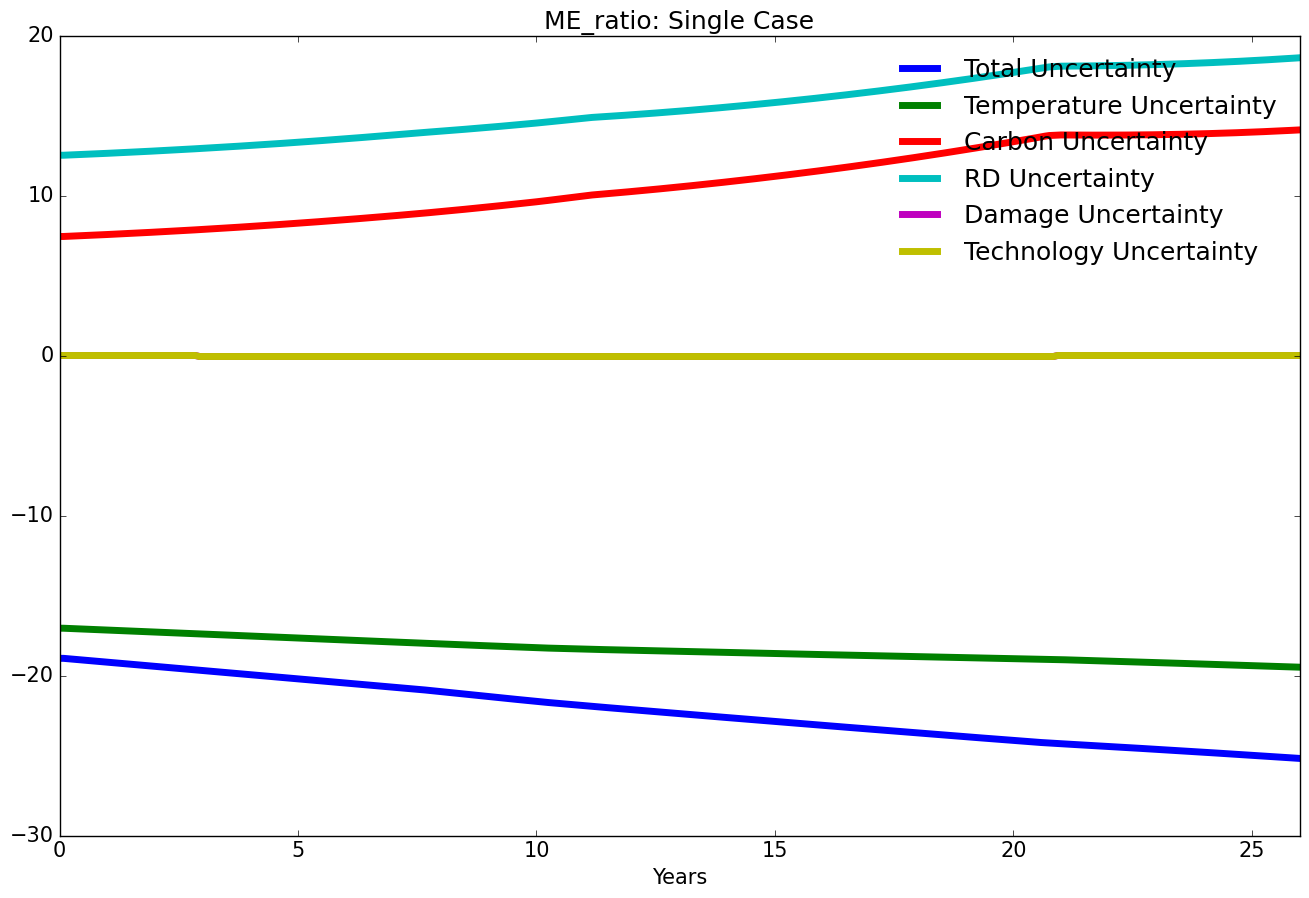 ME_ratio: Single Case
20
Total Uncertainty
Temperature Uncertainty
Carbon Uncertainty
RD Uncertainty
Damage Uncertainty
Technology Uncertainty
10
0
−10
−20
−30
0 5 10 15 20 25
Years